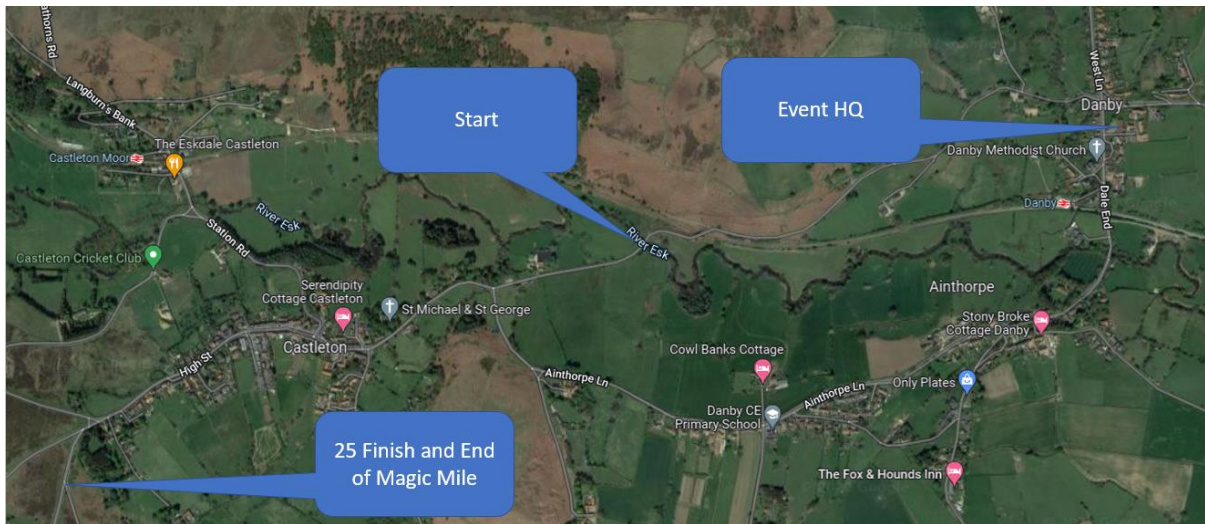 athorns Rd
Langburn's Bank
The Eskdale Castleton
Castleton Moor
River Esk
Station Rd
Castleton Cricket Club
Serendipity
Cottage Castleton
St Michael & St George
Castleton
High St
25 Finish and End
of Magic Mile
Start
River Esk
Event HQ
West Ln
Danby
Danby Methodist Church
Danby
Dale End
Ainthorpe
Stony Broke
Cottage Danby
Cowl Banks Cottage
Ainthorpe Ln
Ainthorpe Ln
Only Plates
Danby CE
Primary School
The Fox & Hounds Inn